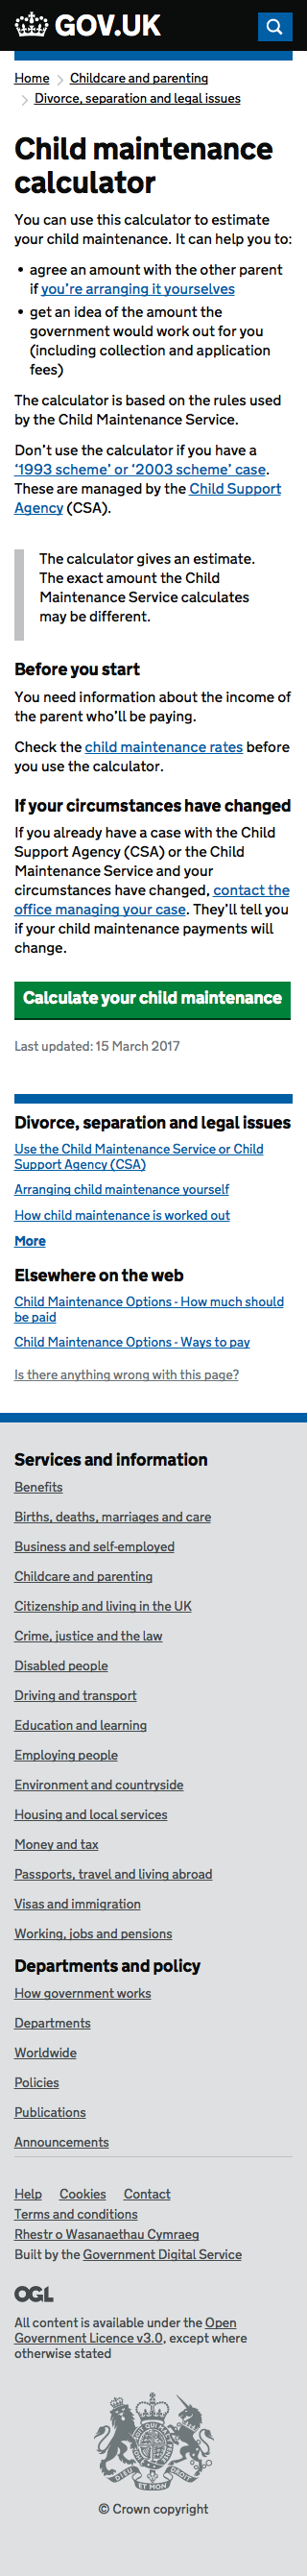 GOV.UK
Home > Childcare and parenting
> Divorce, separation and legal issues
Child maintenance
calculator
You can use this calculator to estimate
your child maintenance. It can help you to:
• agree an amount with the other parent
if you’re arranging it yourselves
• get an idea of the amount the
government would work out for you
(including collection and application
fees)
The calculator is based on the rules used
by the Child Maintenance Service.
Don’t use the calculator if you have a
‘1993 scheme’ or ‘2003 scheme’ case.
These are managed by the Child Support
Agency (CSA).
The calculator gives an estimate.
The exact amount the Child
Maintenance Service calculates
may be different.
Before you start
You need information about the income of
the parent who’ll be paying.
Check the child maintenance rates before
you use the calculator.
If your circumstances have changed
If you already have a case with the Child
Support Agency (CSA) or the Child
Maintenance Service and your
circumstances have changed, contact the
office managing your case. They’ll tell you
if your child maintenance payments will
change.
Calculate your child maintenance
Last updated: 15 March 2017
Divorce, separation and legal issues
Use the Child Maintenance Service or Child
Support Agency (CSA)
Arranging child maintenance yourself
How child maintenance is worked out
More
Elsewhere on the web
Child Maintenance Options - How much should
be paid
Child Maintenance Options - Ways to pay
Is there anything wrong with this page?
Services and information
Benefits
Births, deaths, marriages and care
Business and self-employed
Childcare and parenting
Citizenship and living in the UK
Crime, justice and the law
Disabled people
Driving and transport
Education and learning
Employing people
Environment and countryside
Housing and local services
Money and tax
Passports, travel and living abroad
Visas and immigration
Working, jobs and pensions
Departments and policy
How government works
Departments
Worldwide
Policies
Publications
Announcements
Help Cookies Contact
Terms and conditions
Rhestr o Wasanaethau Cymraeg
Built by the Government Digital Service
OGL
All content is available under the Open
Government Licence v3.0, except where
otherwise stated
DIEU ET MON DROIT
© Crown copyright